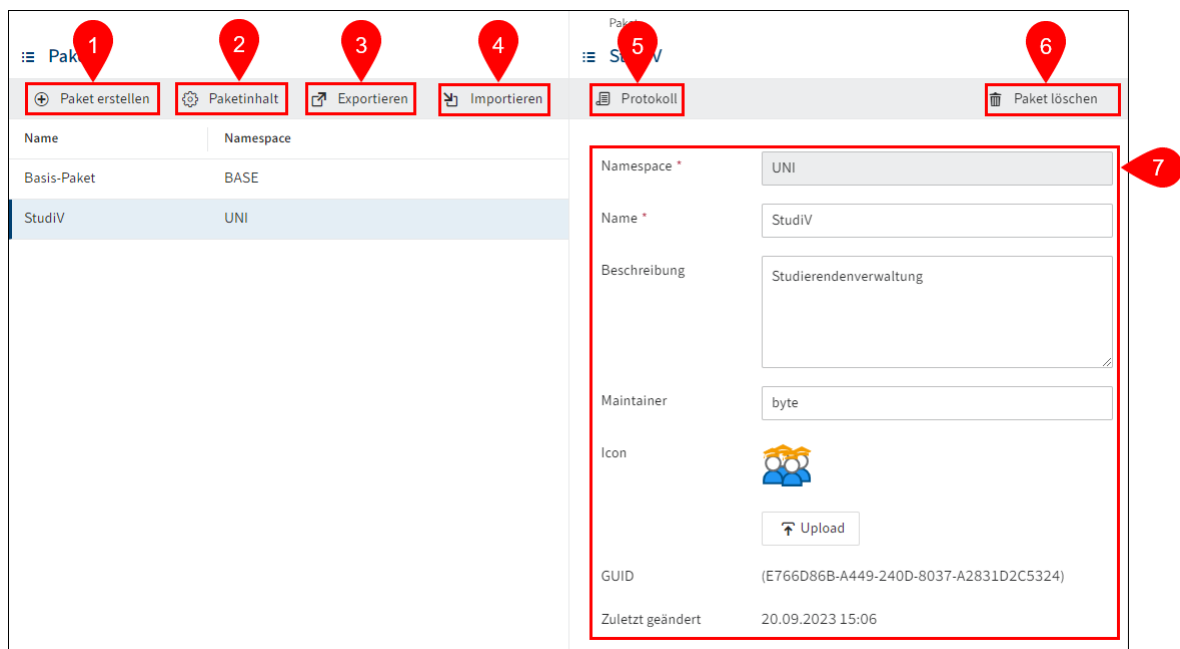 1
2
3
4
5
6
Paket erstellen
Paketinhalt
Exportieren
Importieren
Name Namespace
Basis-Paket BASE
StudiV UNI
Protokoll
Paket löschen
7
Namespace * UNI
Name * StudiV
Beschreibung Studierendenverwaltung
Maintainer byte
Icon
Upload
GUID (E766D86B-A449-240D-8037-A2831D2C5324)
Zuletzt geändert 20.09.2023 15:06